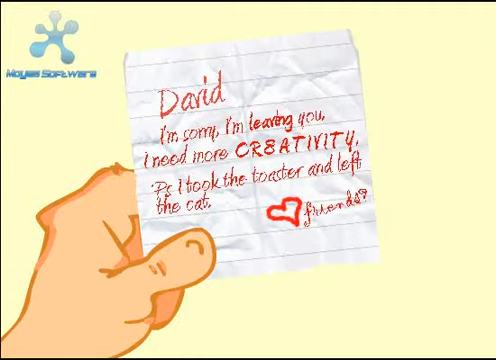 Moyea Software
David
I'm sorry, I'm leaving you,
I need more CR8ATIVITY.
Ps I took the toaster and left
the cat.
friends?